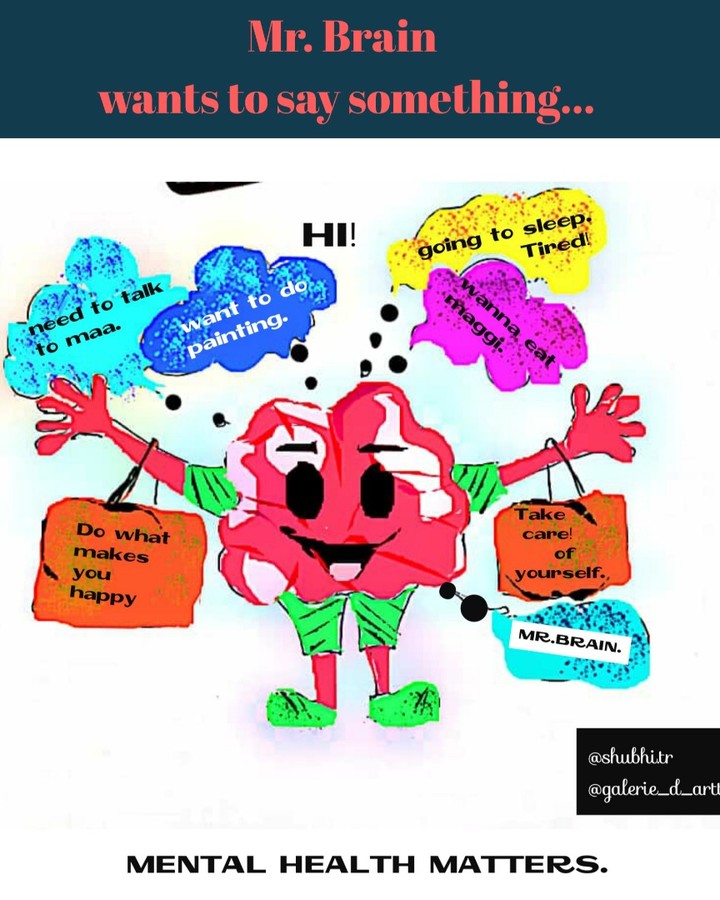 Mr. Brain
wants to say something...
HI!
going to sleep.
Tired!
need to talk
to maa.
want to do
painting.
wanna eat
maggi.
Do what
makes
you
happy
Take
care!
of
yourself.
MR.BRAIN.
@shubhi.tr
@galerie_d_artt
MENTAL HEALTH MATTERS.